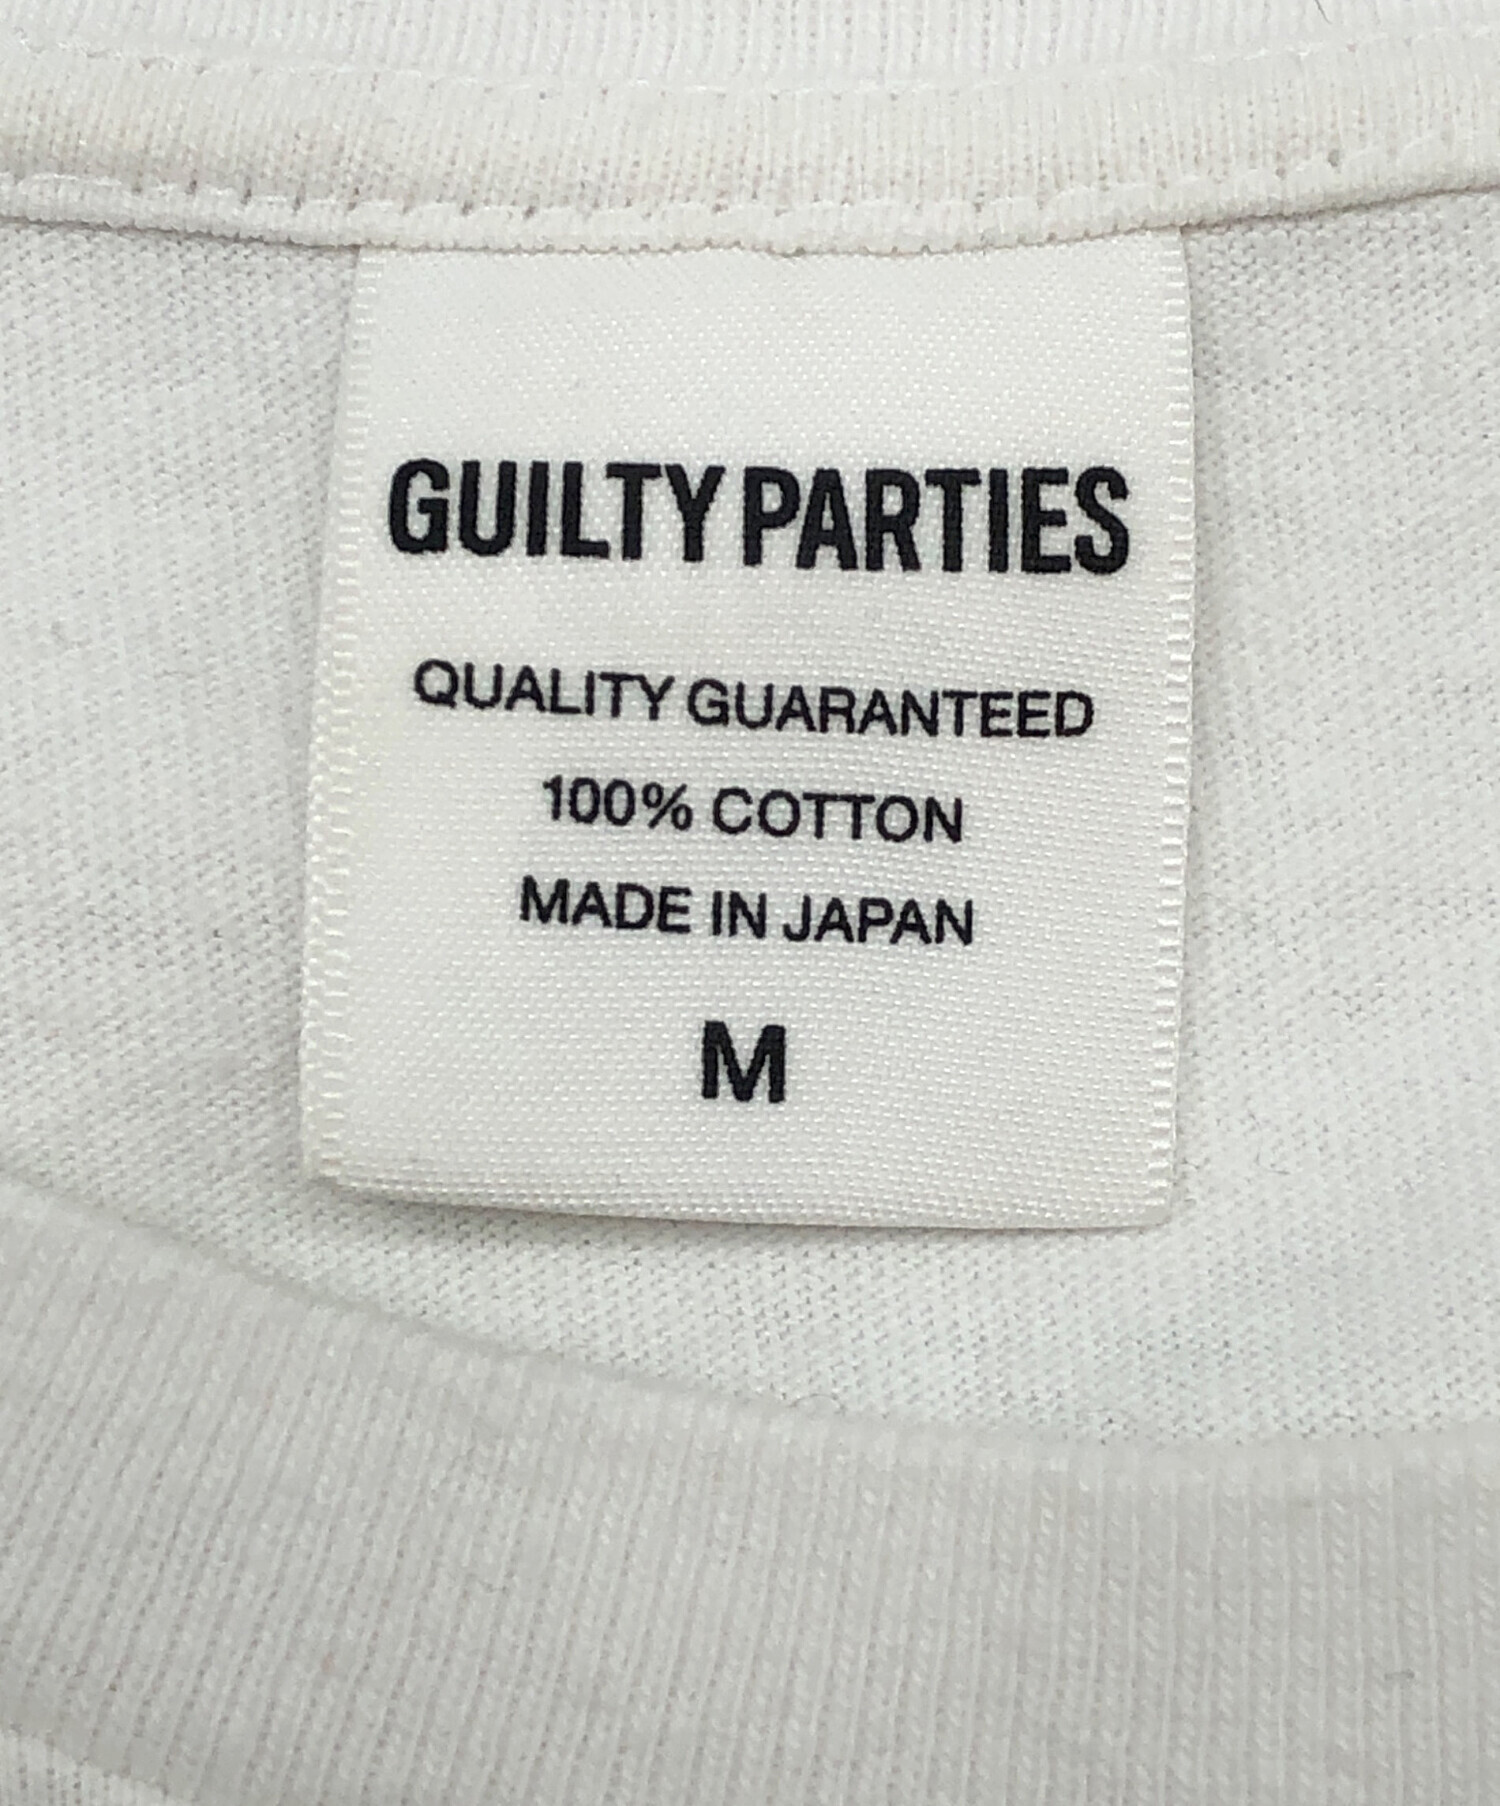 GUILTY PARTIES
QUALITY GUARANTEED
100% COTTON
MADE IN JAPAN
M